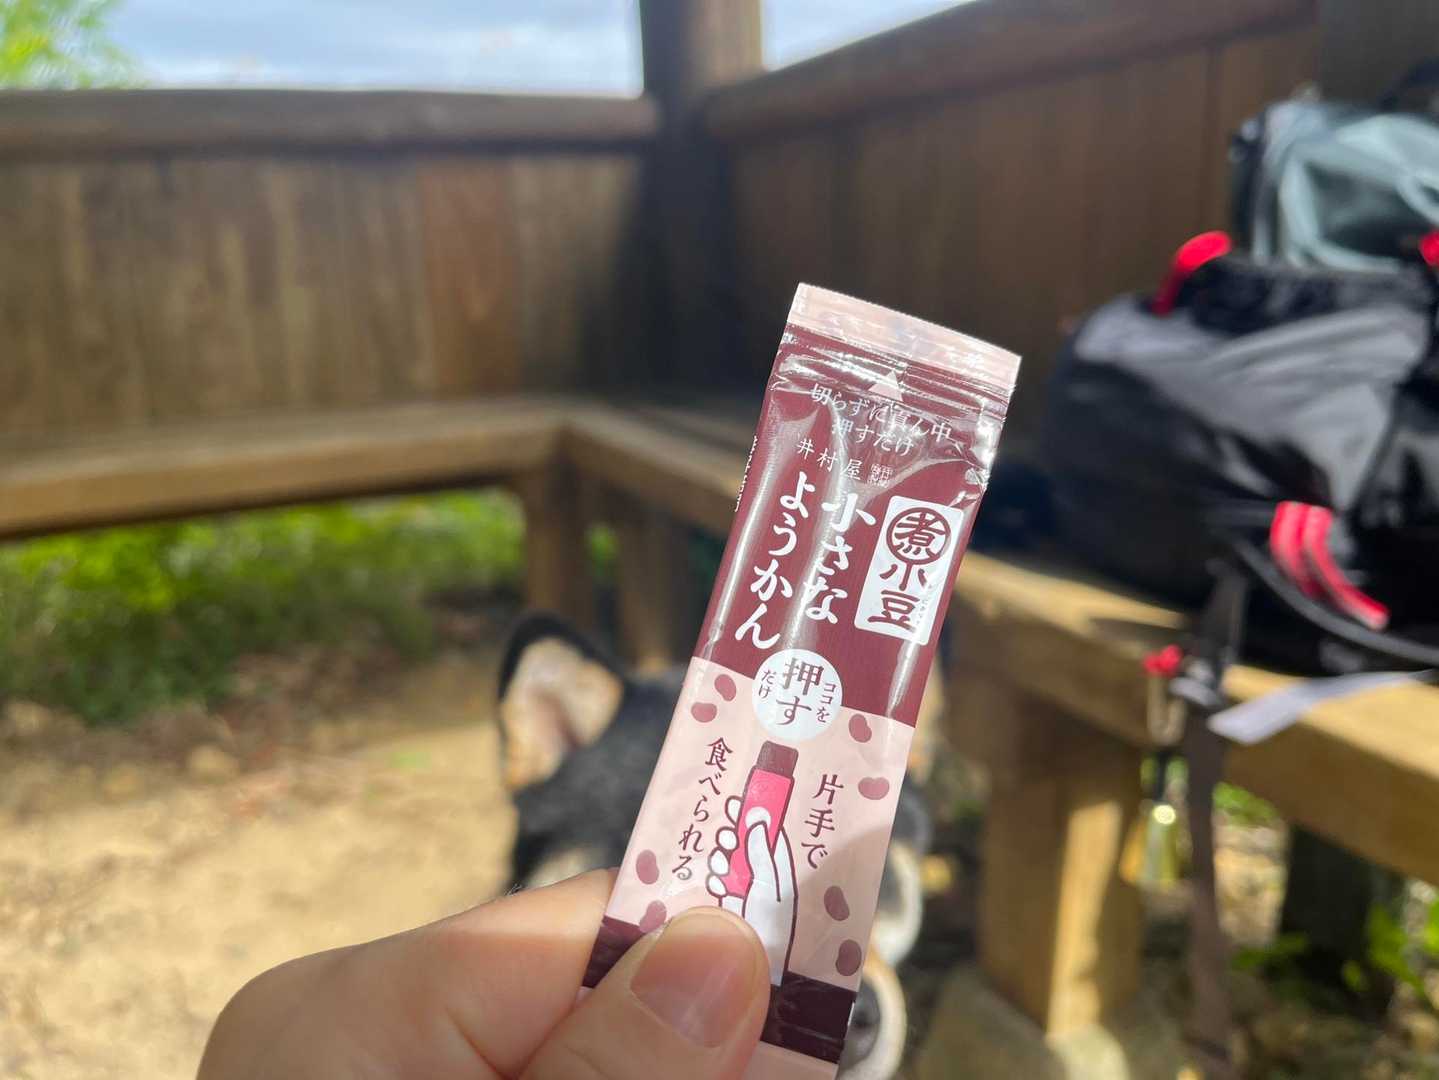 切らずに真ん中
押すだけ
井村屋
煮小豆
小さな
ようかん
ココを
押す
だけ
片手で
食べられる